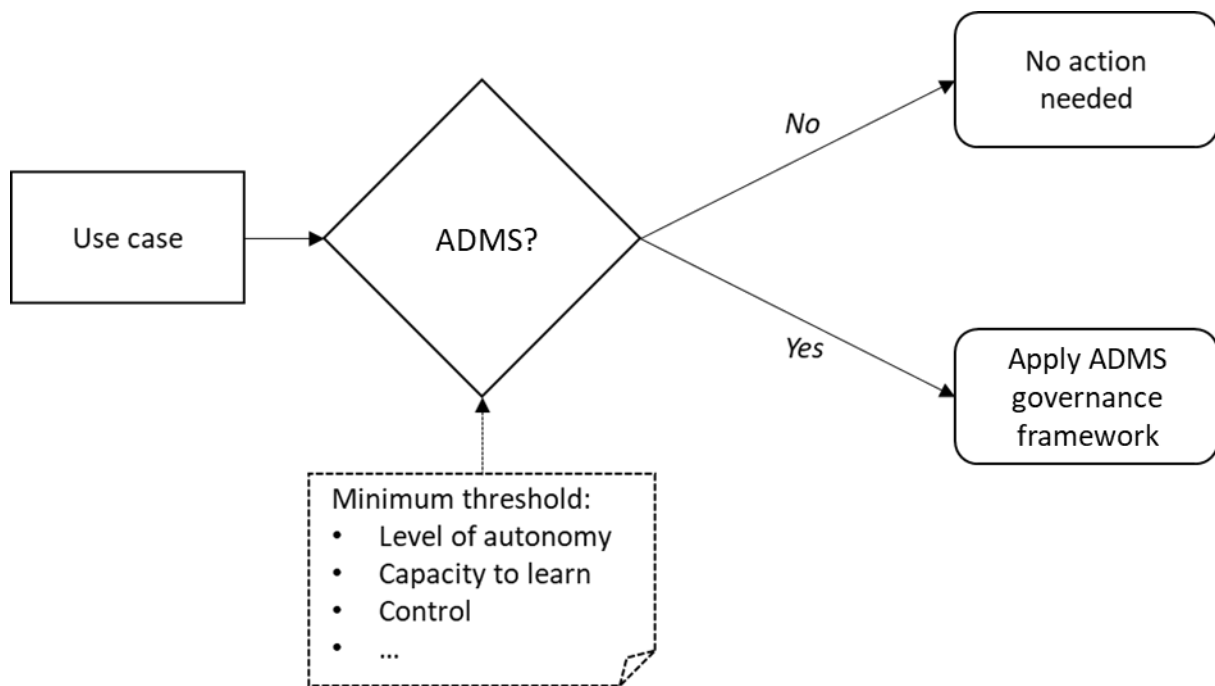 Use case
ADMS?
No
No action
needed
Yes
Apply ADMS
governance
framework
Minimum threshold:
• Level of autonomy
• Capacity to learn
• Control
• ...